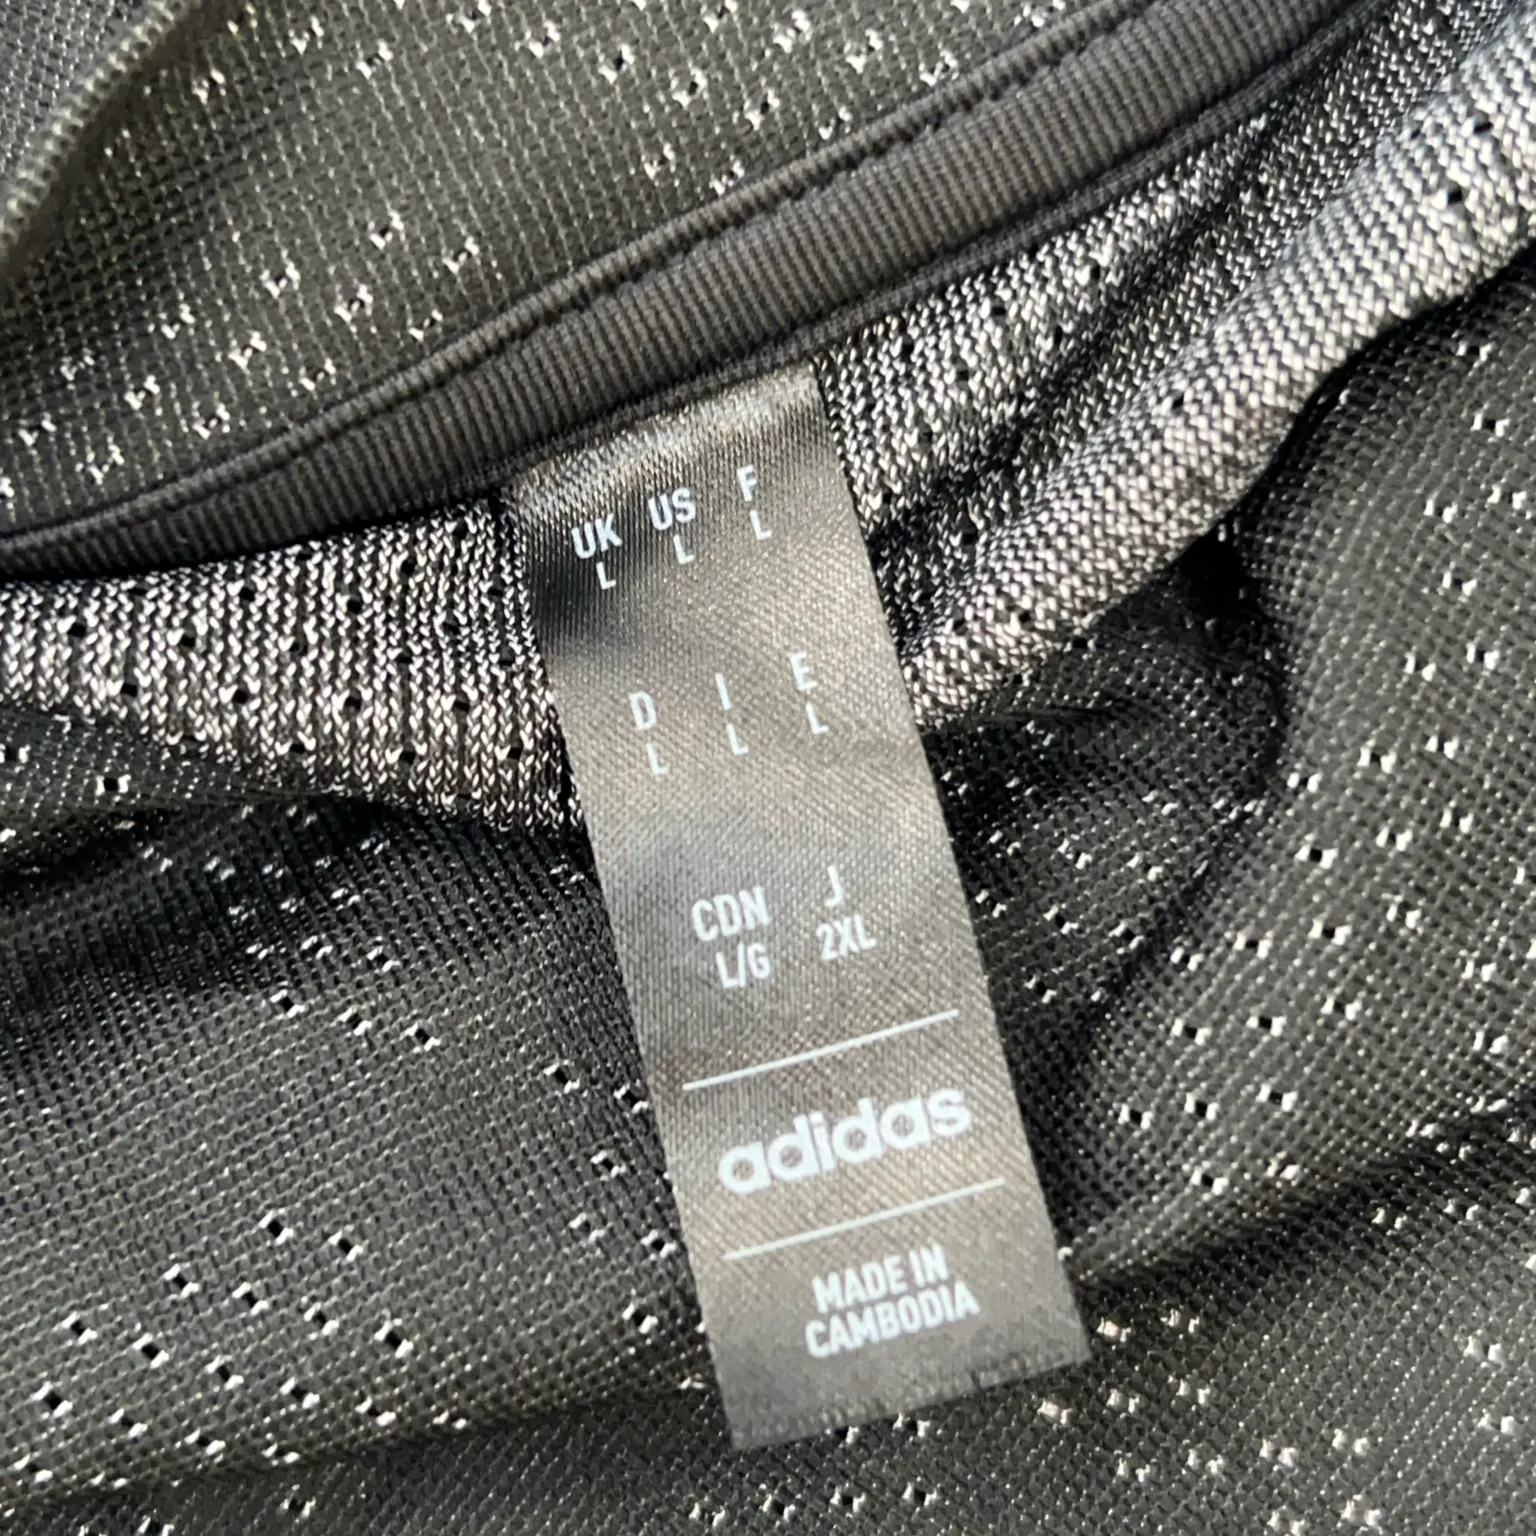 UK US F
L L L
D I E
L L L
CDN J
L/G 2XL
adidas
MADE IN
CAMBODIA